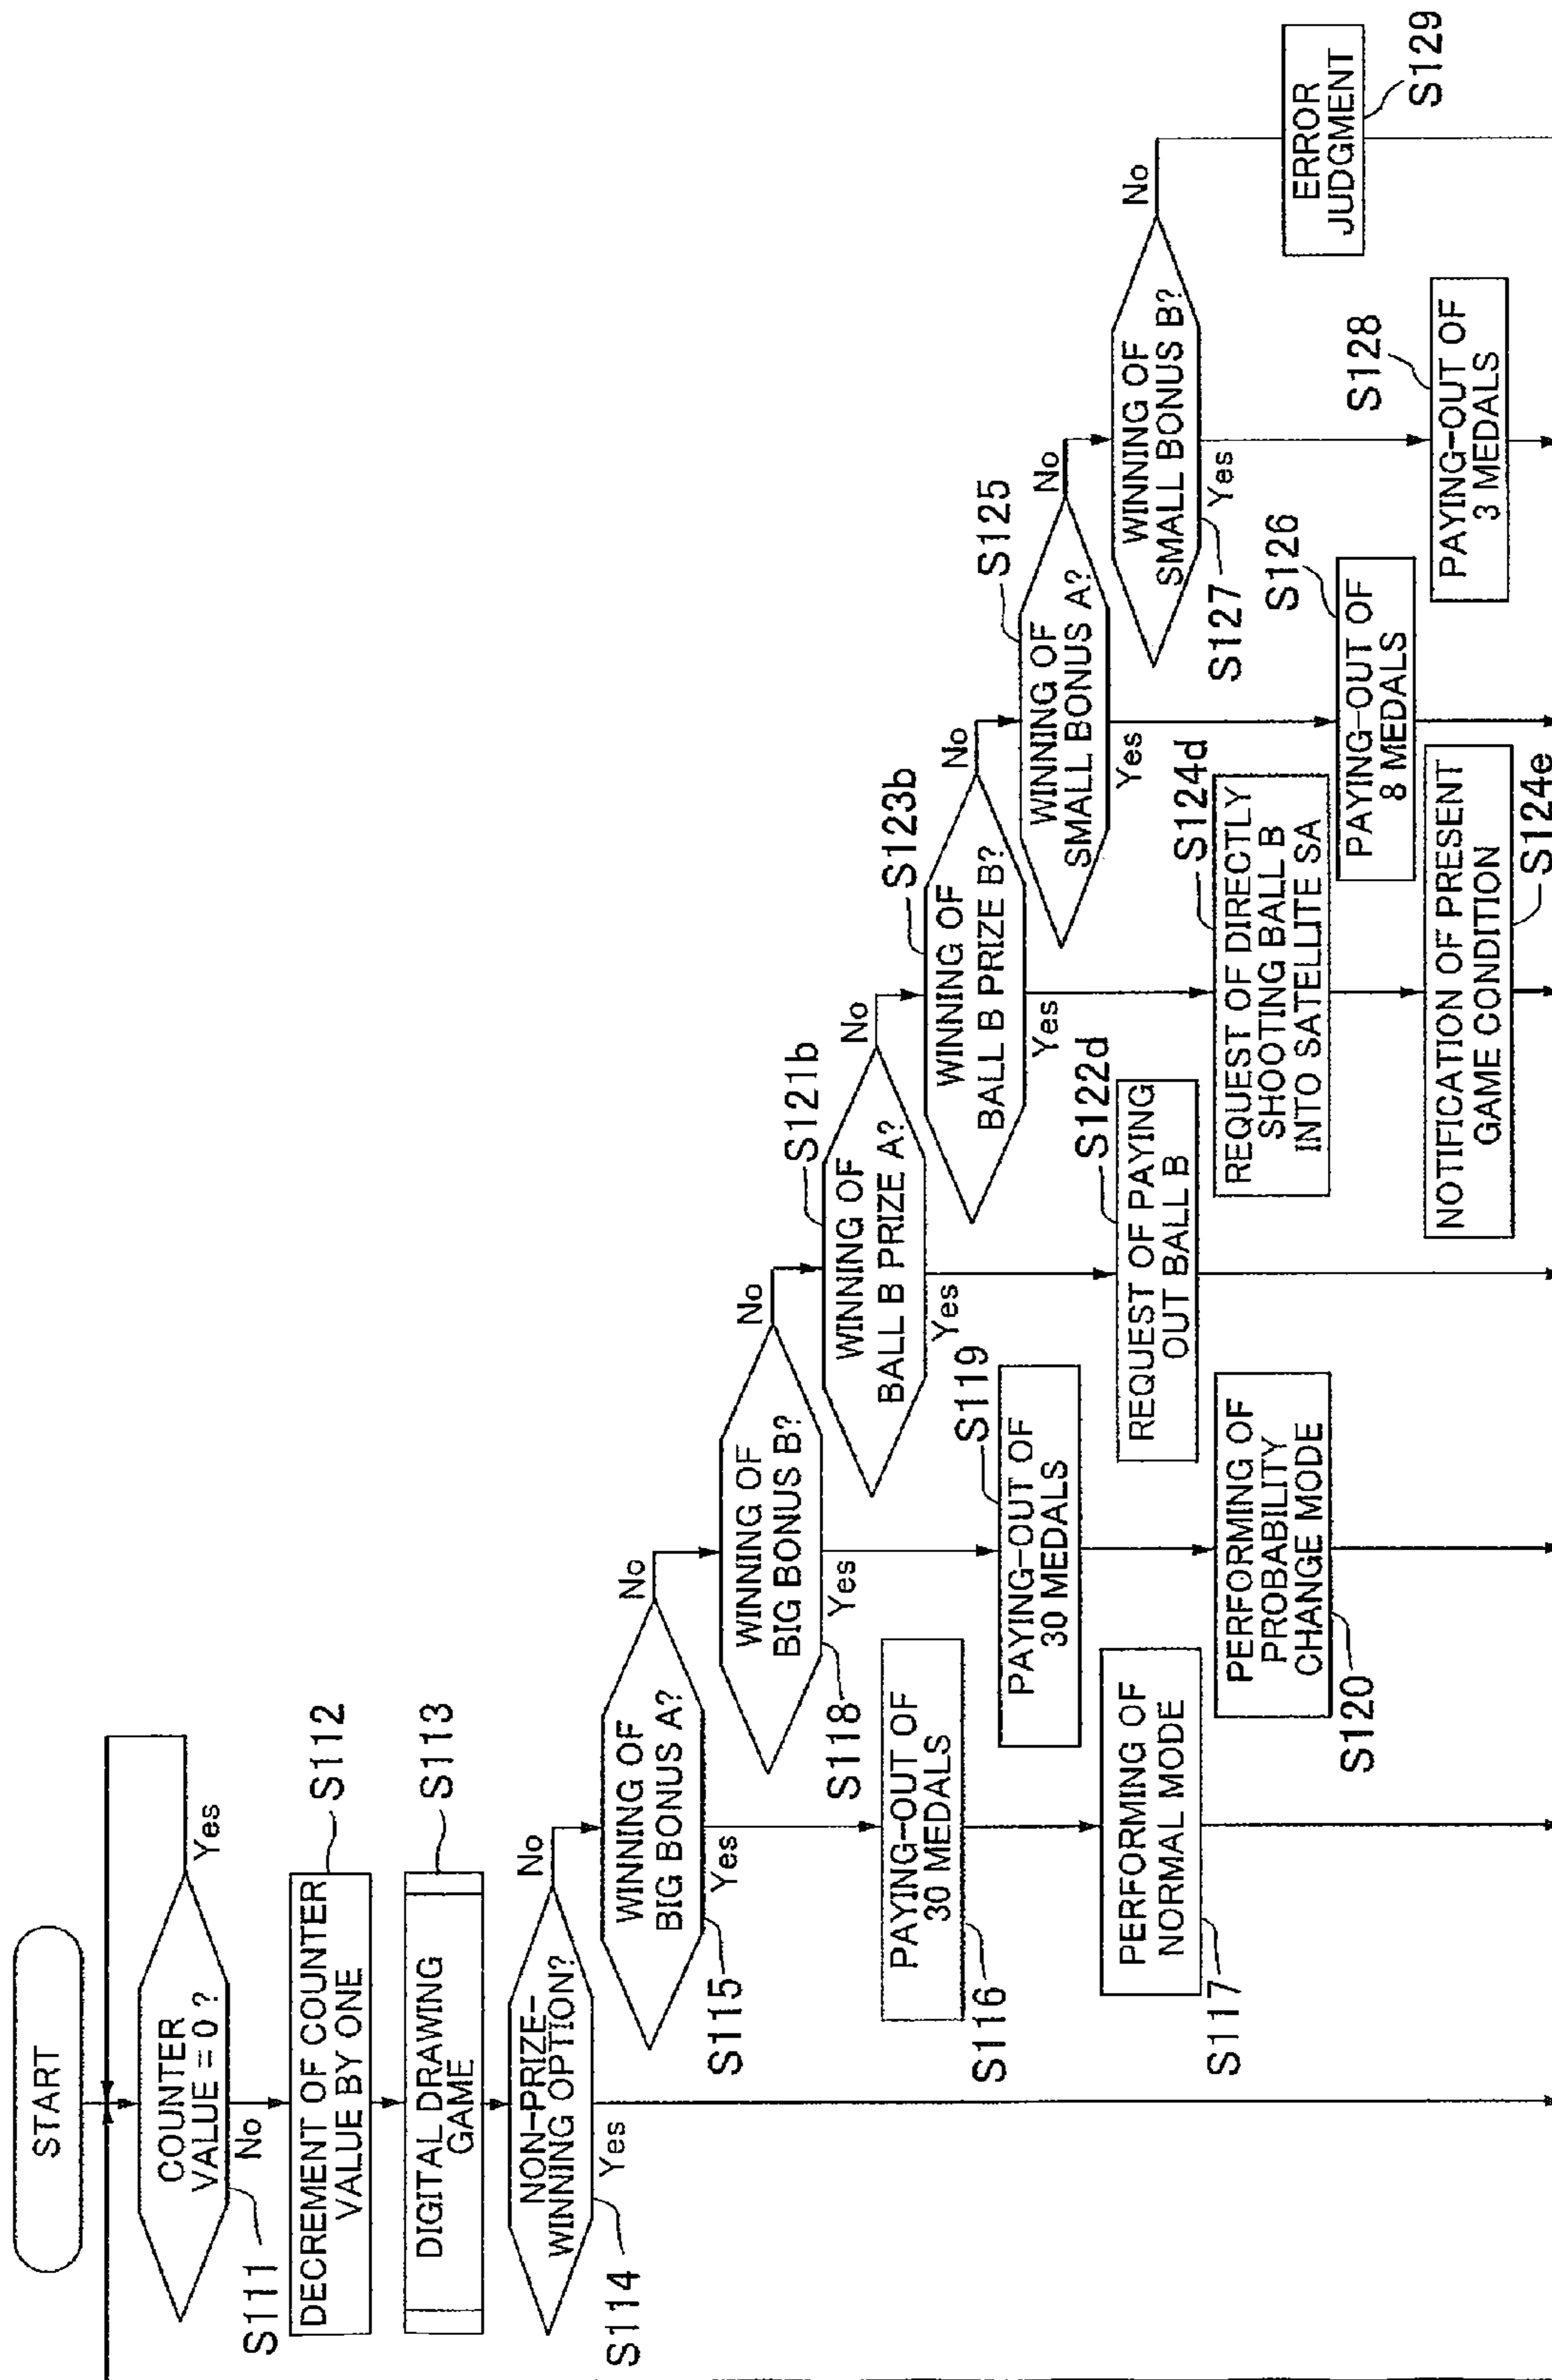 START
COUNTER
VALUE = 0 ?
Yes
No
S111
DECREMENT OF COUNTER
VALUE BY ONE
S112
DIGITAL DRAWING
GAME
S113
NON-PRIZE-
WINNING OPTION?
No
Yes
S114
WINNING OF
BIG BONUS A?
No
Yes
S115
PAYING-OUT OF
30 MEDALS
S116
PERFORMING OF
NORMAL MODE
S117
WINNING OF
BIG BONUS B?
No
Yes
S118
PAYING-OUT OF
30 MEDALS
S119
PERFORMING OF
PROBABILITY
CHANGE MODE
S120
WINNING OF
BALL B PRIZE A?
S121b
No
Yes
REQUEST OF PAYING
OUT BALL B
S122d
WINNING OF
BALL B PRIZE B?
S123b
No
Yes
REQUEST OF DIRECTLY
SHOOTING BALL B
INTO SATELLITE SA
S124d
NOTIFICATION OF PRESENT
GAME CONDITION
S124e
WINNING OF
SMALL BONUS A?
S125
No
Yes
PAYING-OUT OF
8 MEDALS
S126
WINNING OF
SMALL BONUS B?
No
Yes
S127
PAYING-OUT OF
3 MEDALS
S128
ERROR
JUDGMENT
S129